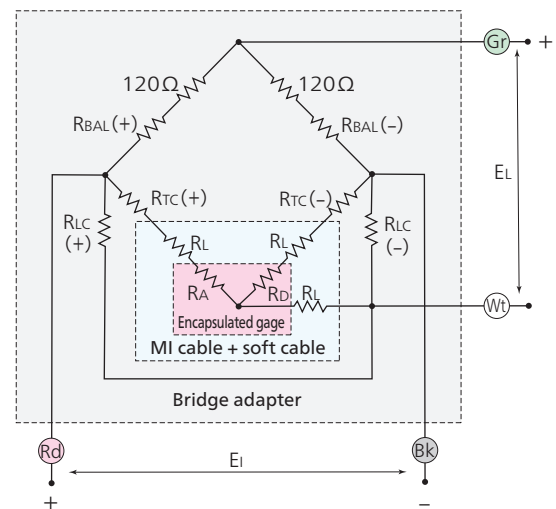 Gr +
120Ω 120Ω
RBAL(+) RBAL(–)
EL
RTC(+) RTC(–)
RLC
(+)
RLC
(–)
RL RL
RA RD RL
Wt
Encapsulated gage
MI cable + soft cable
Bridge adapter
Rd Bk
EI
+ –